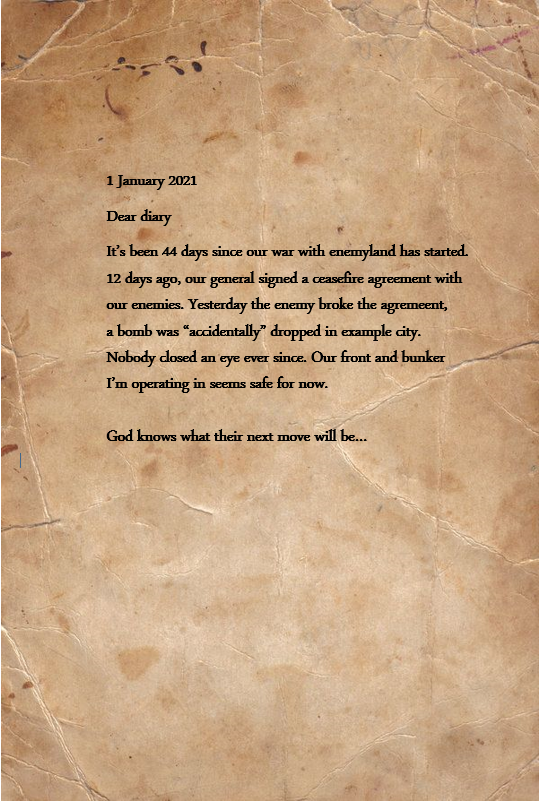 1 January 2021
Dear diary
It’s been 44 days since our war with enemyland has started.
12 days ago, our general signed a ceasefire agreement with
our enemies. Yesterday the enemy broke the agremeent,
a bomb was “accidentally” dropped in example city.
Nobody closed an eye ever since. Our front and bunker
I’m operating in seems safe for now.
God knows what their next move will be...